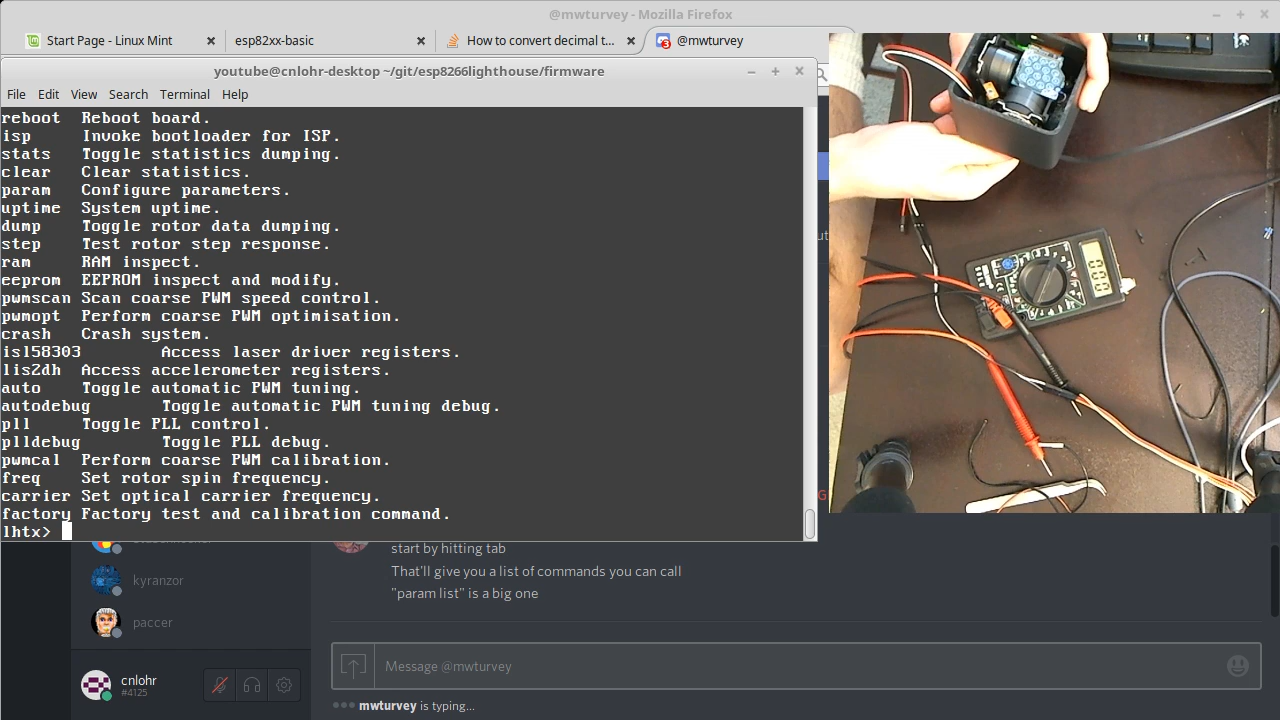 @mwturvey - Mozilla Firefox
Start Page - Linux Mint
esp82xx-basic
How to convert decimal t...
3
@mwturvey
youtube@cnlohr-desktop ~/git/esp8266lighthouse/firmware
File Edit View Search Terminal Help
reboot Reboot board.
isp Invoke bootloader for ISP.
stats Toggle statistics dumping.
clear Clear statistics.
param Configure parameters.
uptime System uptime.
dump Toggle rotor data dumping.
step Test rotor step response.
ram RAM inspect.
eeprom EEPROM inspect and modify.
pwmscan Scan coarse PWM speed control.
pwmopt Perform coarse PWM optimisation.
crash Crash system.
isl58303 Access laser driver registers.
lis2dh Access accelerometer registers.
auto Toggle automatic PWM tuning.
autodebug Toggle automatic PWM tuning debug.
pll Toggle PLL control.
plldebug Toggle PLL debug.
pwmcal Perform coarse PWM calibration.
freq Set rotor spin frequency.
carrier Set optical carrier frequency.
factory Factory test and calibration command.
lhtx>
start by hitting tab
That'll give you a list of commands you can call
"param list" is a big one
kyranzor
paccer
cnlohr
#4125
Message @mwturvey
mwturvey is typing...